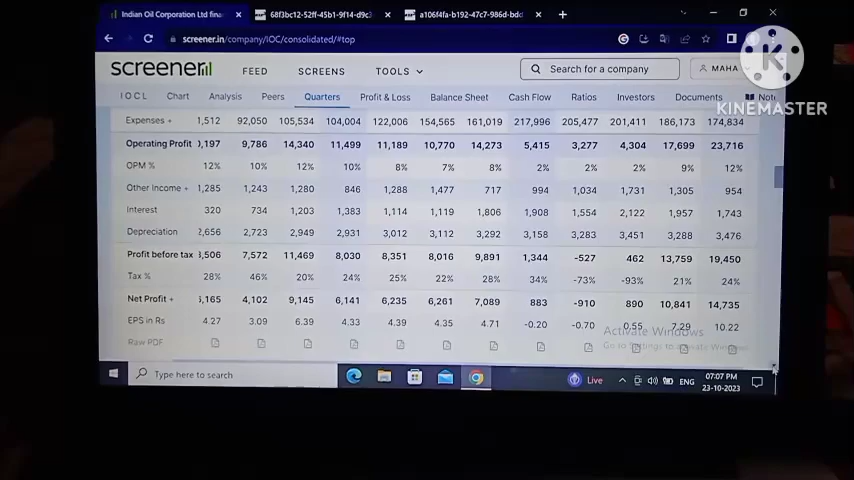 Indian Oil Corporation Ltd fina
68f3bc12-52ff-45b1-9f14-d9c3
a106f4fa-b192-47c7-986d-bdd
screener.in/company/IOC/consolidated/#top
screener
FEED
SCREENS
TOOLS
Search for a company
MAHA
KINEMASTER
I O C L
Chart
Analysis
Peers
Quarters
Profit & Loss
Balance Sheet
Cash Flow
Ratios
Investors
Documents
Expenses + 1,512 92,050 105,534 104,004 122,006 154,565 161,019 217,996 205,477 201,411 186,173 174,834
Operating Profit ,197 9,786 14,340 11,499 11,189 10,770 14,273 5,415 3,277 4,304 17,699 23,716
OPM % 12% 10% 12% 10% 8% 7% 8% 2% 2% 2% 9% 12%
Other Income + 1,285 1,243 1,280 846 1,288 1,477 717 994 1,034 1,731 1,305 954
Interest 320 734 1,203 1,383 1,114 1,119 1,806 1,908 1,554 2,122 1,957 1,743
Depreciation 2,656 2,723 2,949 2,931 3,012 3,112 3,292 3,158 3,283 3,451 3,288 3,476
Profit before tax ,506 7,572 11,469 8,030 8,351 8,016 9,891 1,344 -527 462 13,759 19,450
Tax % 28% 46% 20% 24% 25% 22% 28% 34% -73% -93% 21% 24%
Net Profit + ,165 4,102 9,145 6,141 6,235 6,261 7,089 883 -910 890 10,841 14,735
EPS in Rs 4.27 3.09 6.39 4.33 4.39 4.35 4.71 -0.20 -0.70 0.55 7.29 10.22
Raw PDF
Activate Windows
Go to Settings to activate Windows.
Type here to search
Live
ENG
07:07 PM
23-10-2023